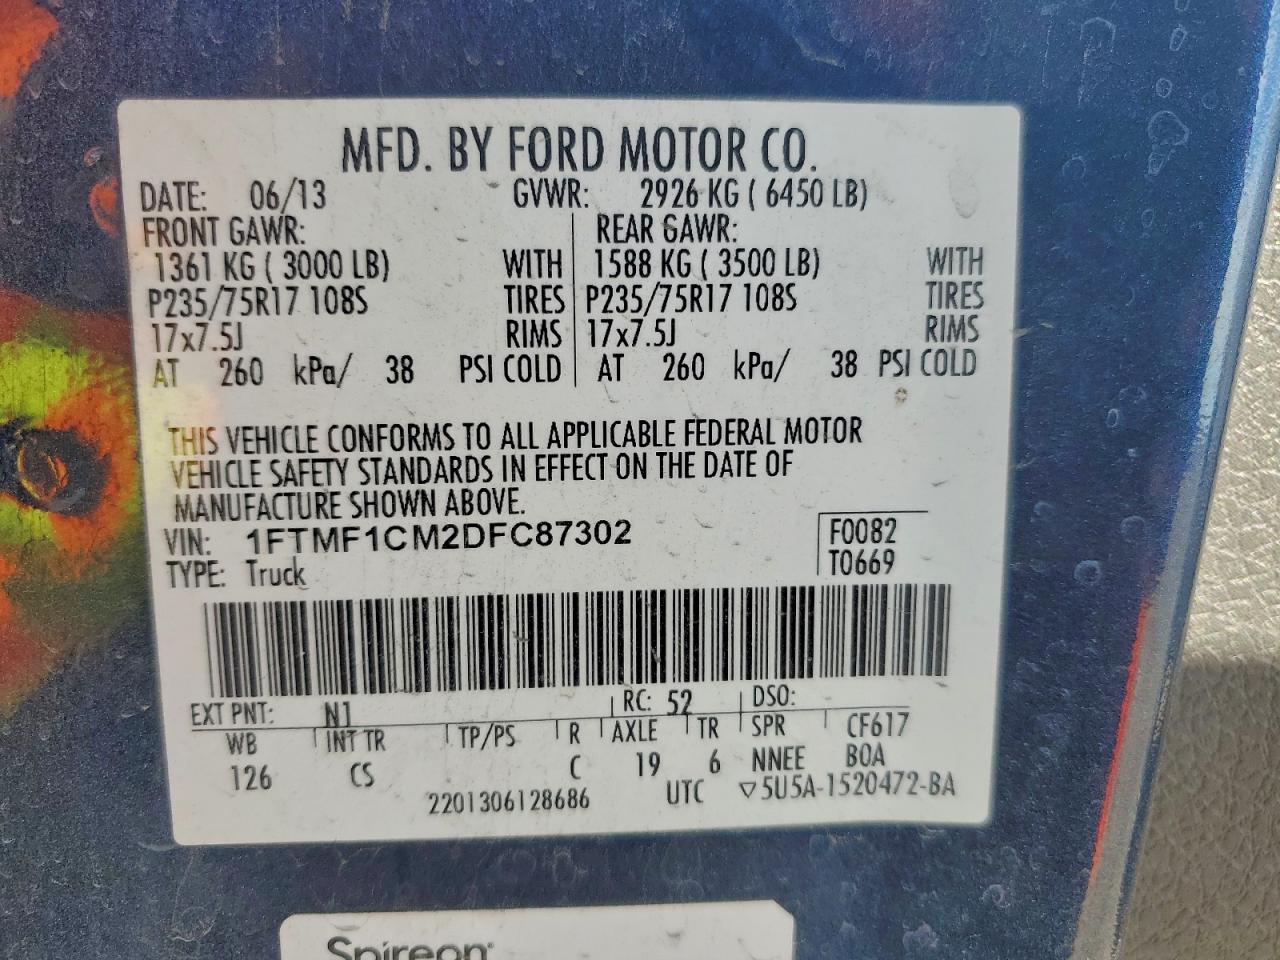 MFD. BY FORD MOTOR CO.
DATE: 06/13 GVWR: 2926 KG ( 6450 LB)
FRONT GAWR: REAR GAWR:
1361 KG ( 3000 LB) WITH 1588 KG ( 3500 LB) WITH
P235/75R17 108S TIRES P235/75R17 108S TIRES
17x7.5J RIMS 17x7.5J RIMS
AT 260 kPa/ 38 PSI COLD AT 260 kPa/ 38 PSI COLD
THIS VEHICLE CONFORMS TO ALL APPLICABLE FEDERAL MOTOR
VEHICLE SAFETY STANDARDS IN EFFECT ON THE DATE OF
MANUFACTURE SHOWN ABOVE.
VIN: 1FTMF1CM2DFC87302 F0082
TYPE: Truck T0669
EXT PNT: N1 RC: 52 DSO:
WB INT TR TP/PS R AXLE TR SPR CF617
126 CS C 19 6 NNEE BOA
2201306128686 UTC ▽5U5A-1520472-BA
Spireon